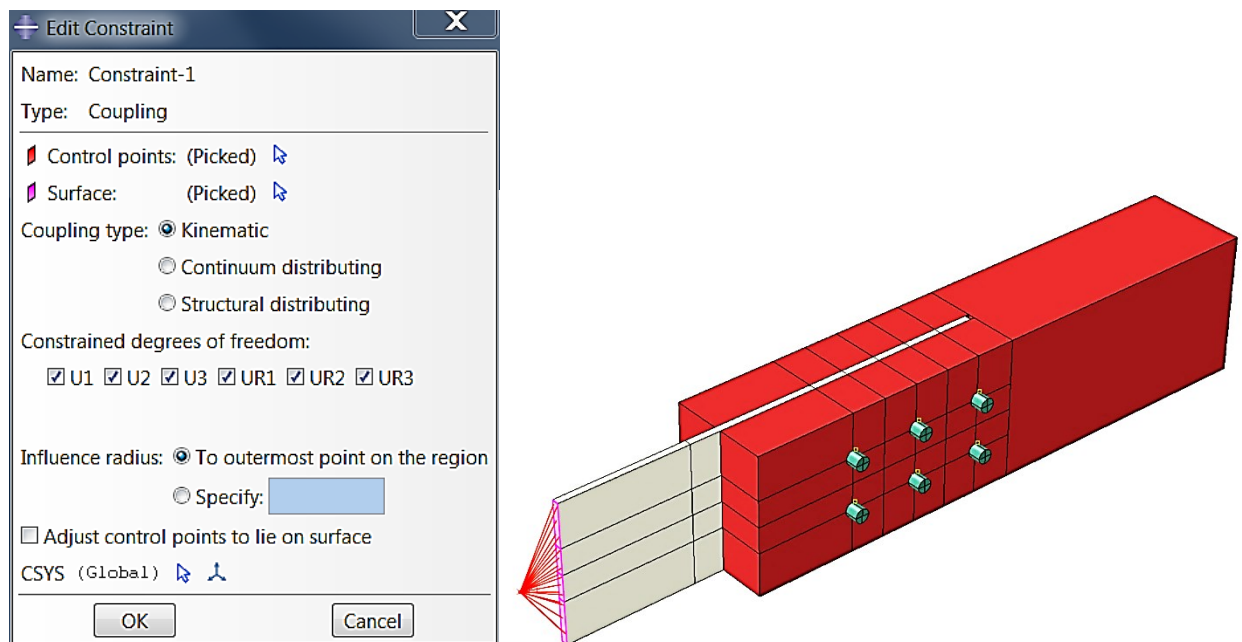 Edit Constraint
X
Name: Constraint-1
Type: Coupling
Control points: (Picked)
Surface: (Picked)
Coupling type: Kinematic
Continuum distributing
Structural distributing
Constrained degrees of freedom:
U1 U2 U3 UR1 UR2 UR3
Influence radius: To outermost point on the region
Specify:
Adjust control points to lie on surface
CSYS (Global)
OK Cancel